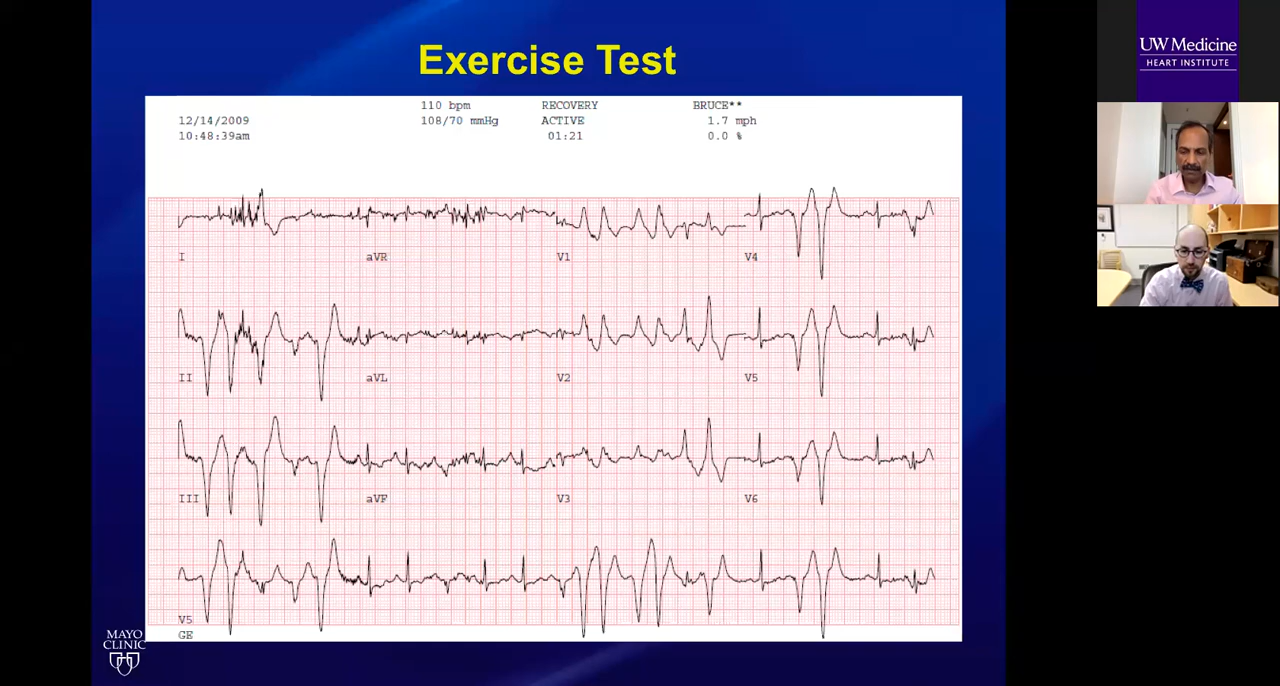 Exercise Test
110 bpm RECOVERY BRUCE**
12/14/2009 108/70 mmHg ACTIVE 1.7 mph
10:48:39am 01:21 0.0 %
I aVR V1 V4
II aVL V2 V5
III aVF V3 V6
V5
GE
MAYO
CLINIC
UW Medicine
HEART INSTITUTE